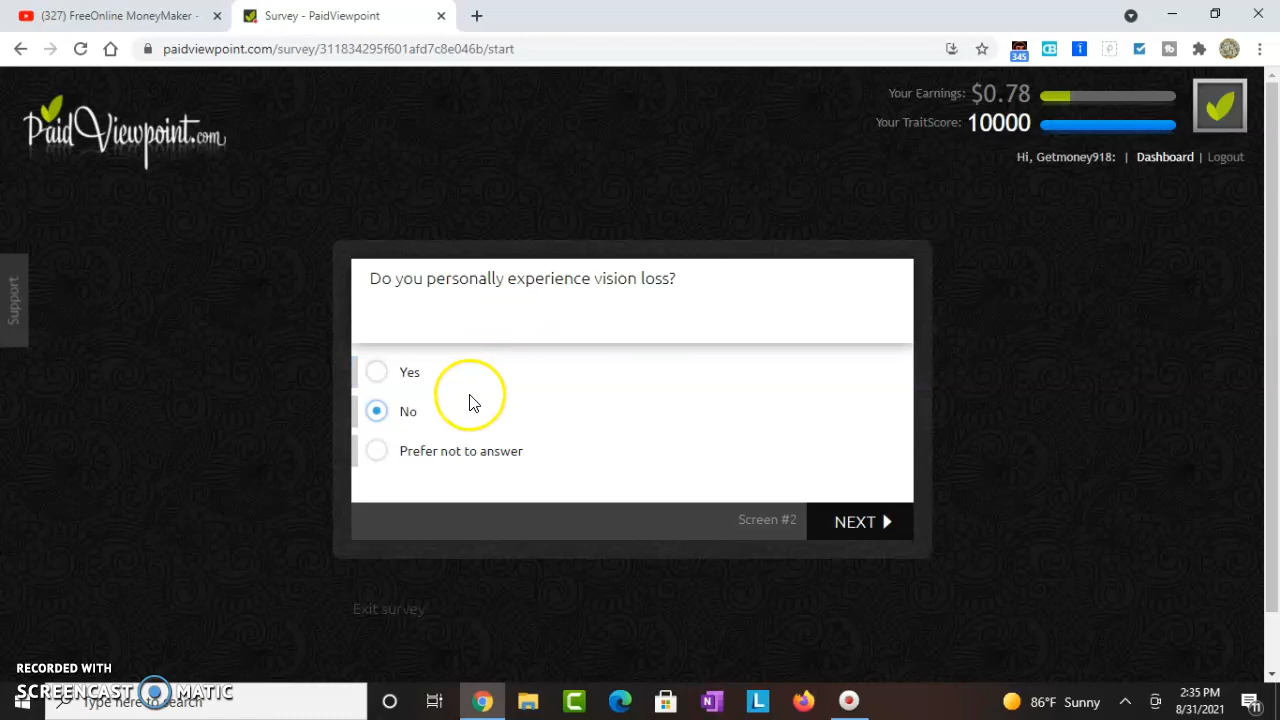 (327) FreeOnline MoneyMaker -
Survey - PaidViewpoint
paidviewpoint.com/survey/311834295f601afd7c8e046b/start
345
PaidViewpoint.com
Your Earnings: $0.78
Your TraitScore: 10000
Hi, Getmoney918: | Dashboard | Logout
Support
Do you personally experience vision loss?
Yes
No
Prefer not to answer
Screen #2
NEXT
Exit survey
RECORDED WITH
SCREENCAST MATIC
Type here to search
86°F Sunny
2:35 PM
8/31/2021